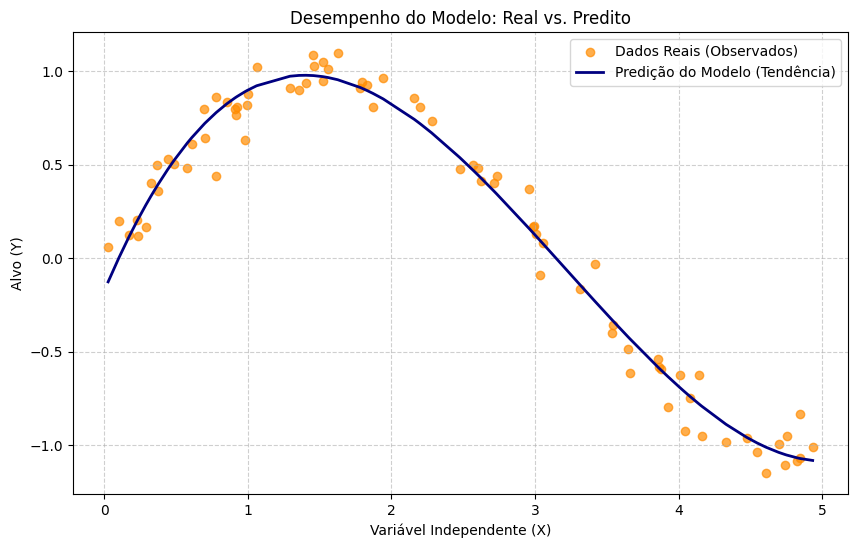 Desempenho do Modelo: Real vs. Predito
Dados Reais (Observados)
Predição do Modelo (Tendência)
Alvo (Y)
1.0
0.5
0.0
−0.5
−1.0
0
1
2
3
4
5
Variável Independente (X)